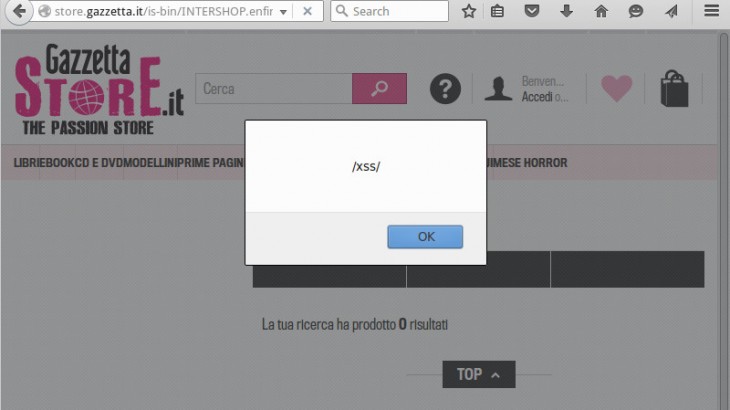 store.gazzetta.it/is-bin/INTERSHOP.enfin
Search
Gazzetta
STORE.it
THE PASSION STORE
Cerca
?
Benven...
Accedi o...
LIBRIEBOOKCD E DVDMODELLINIPRIME PAGIN
IMESE HORROR
/xss/
OK
La tua ricerca ha prodotto 0 risultati
TOP